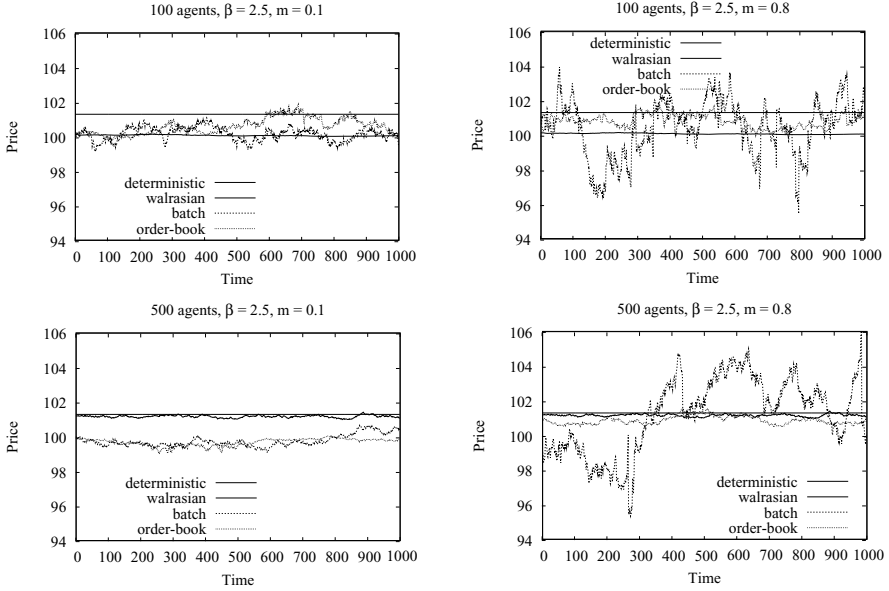 100 agents, β = 2.5, m = 0.1
106
104
102
100
98
96
94
Price
deterministic
walrasian
batch
order-book
0 100 200 300 400 500 600 700 800 900 1000
Time
100 agents, β = 2.5, m = 0.8
106
104
102
100
98
96
94
Price
deterministic
walrasian
batch
order-book
0 100 200 300 400 500 600 700 800 900 1000
Time
500 agents, β = 2.5, m = 0.1
106
104
102
100
98
96
94
Price
deterministic
walrasian
batch
order-book
0 100 200 300 400 500 600 700 800 900 1000
Time
500 agents, β = 2.5, m = 0.8
106
104
102
100
98
96
94
Price
deterministic
walrasian
batch
order-book
0 100 200 300 400 500 600 700 800 900 1000
Time